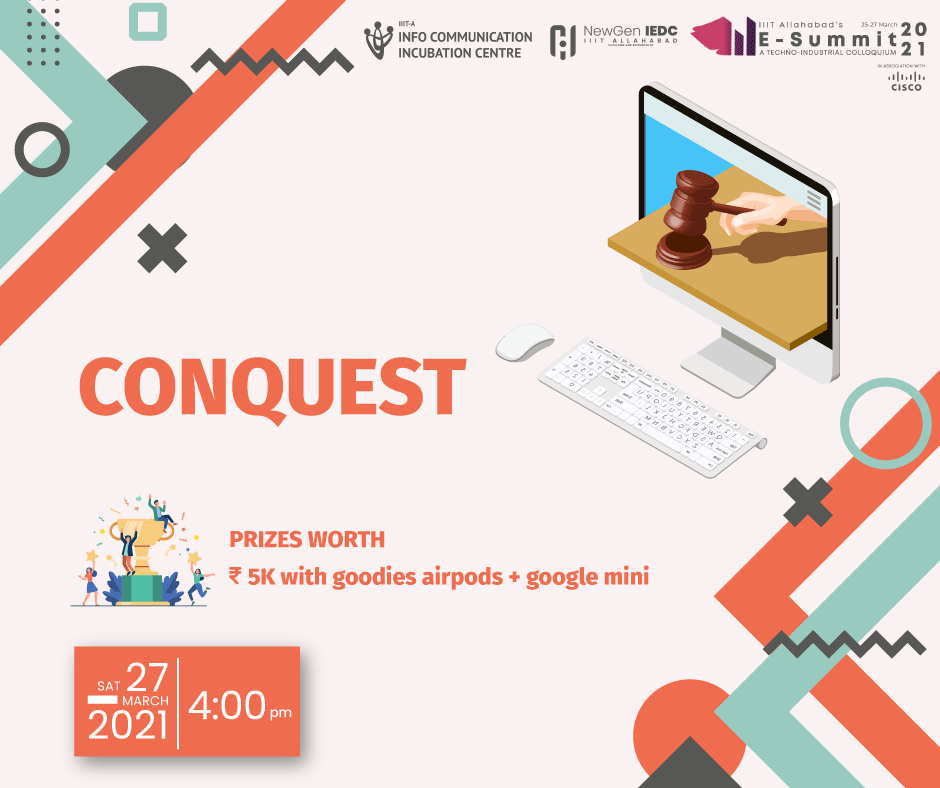 IIIT-A
INFO COMMUNICATION
INCUBATION CENTRE
NewGen IEDC
IIIT ALLAHABAD
IIIT Allahabad's
25-27 March
E-Summit
2021
A TECHNO-INDUSTRIAL COLLOQUIUM
IN ASSOCIATION WITH
CISCO
CONQUEST
PRIZES WORTH
₹ 5K with goodies airpods + google mini
SAT 27
MARCH
2021
4:00 pm